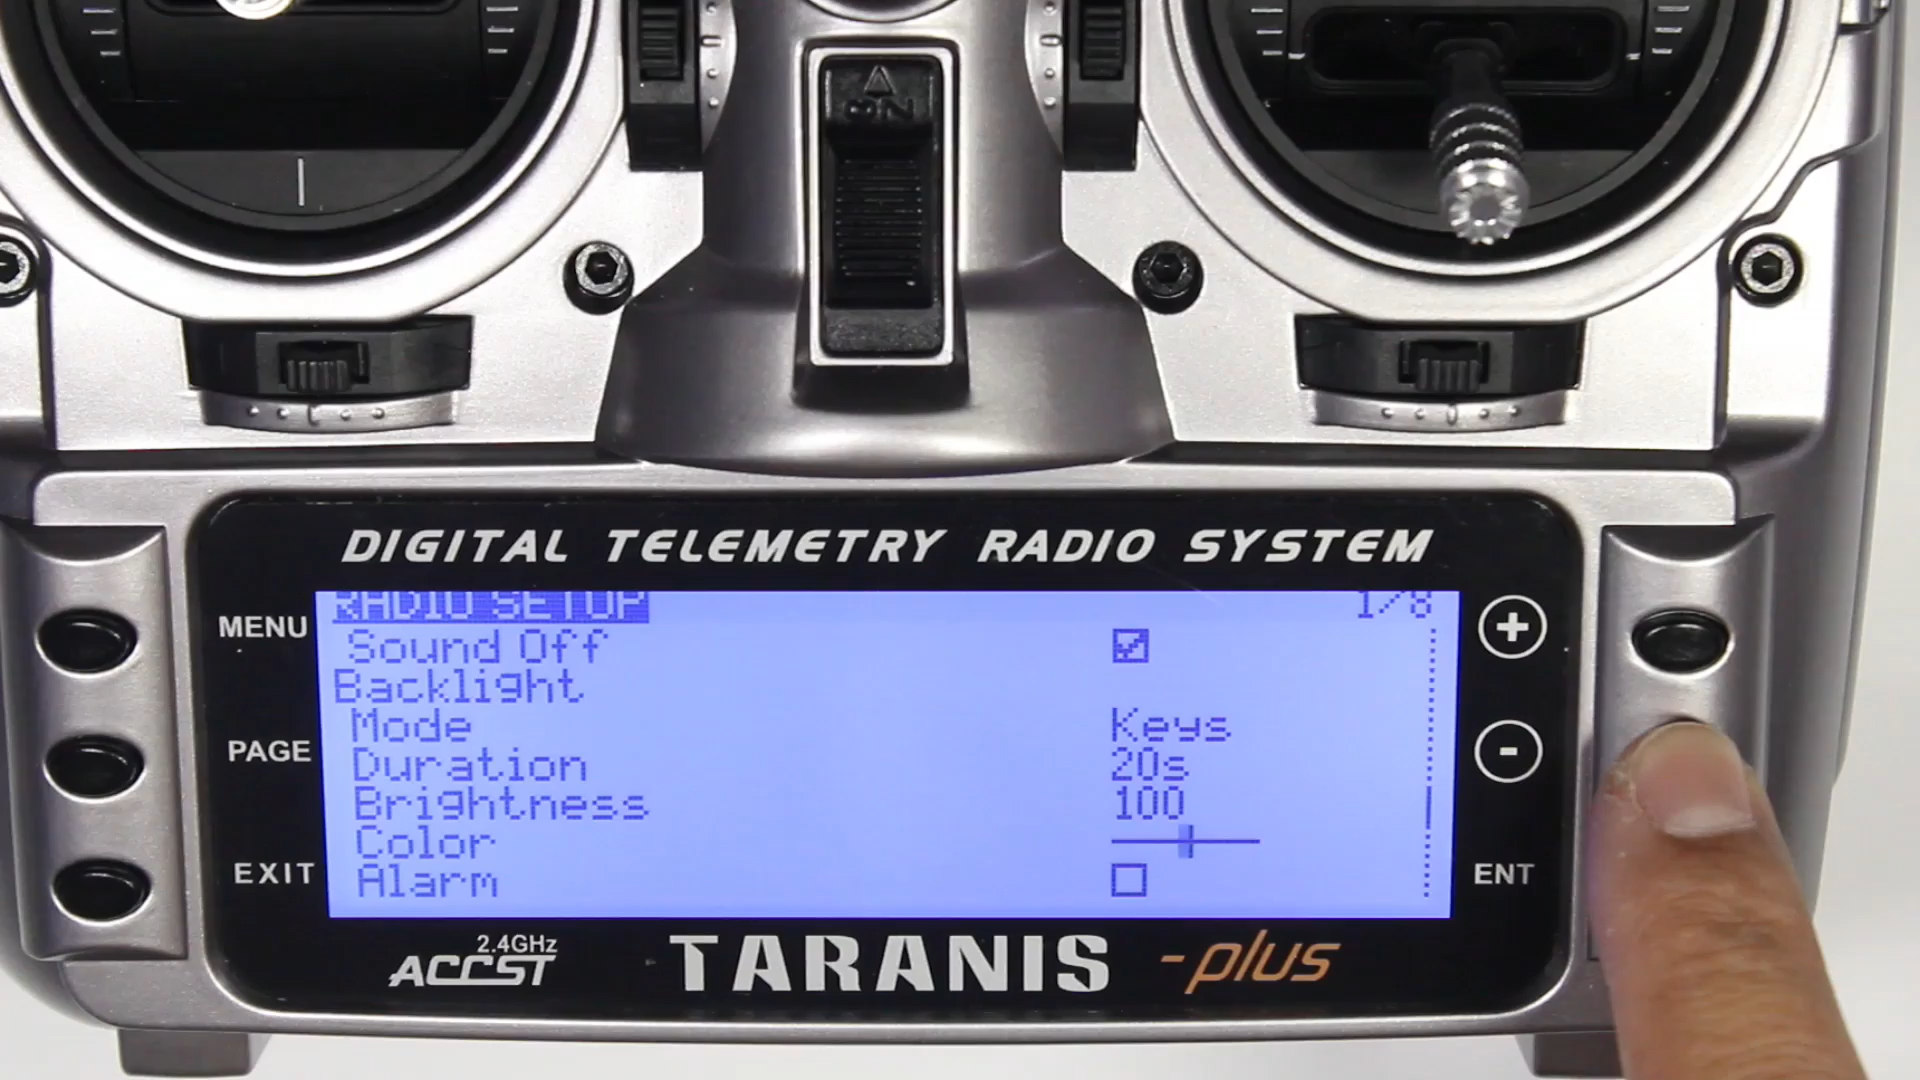 DIGITAL TELEMETRY RADIO SYSTEM
MENU
PAGE
EXIT
RADIO SETUP 1/8
Sound Off
Backlight
Mode Keys
Duration 20s
Brightness 100
Color
Alarm
+
-
ENT
2.4GHz
ACCST
TARANIS -plus